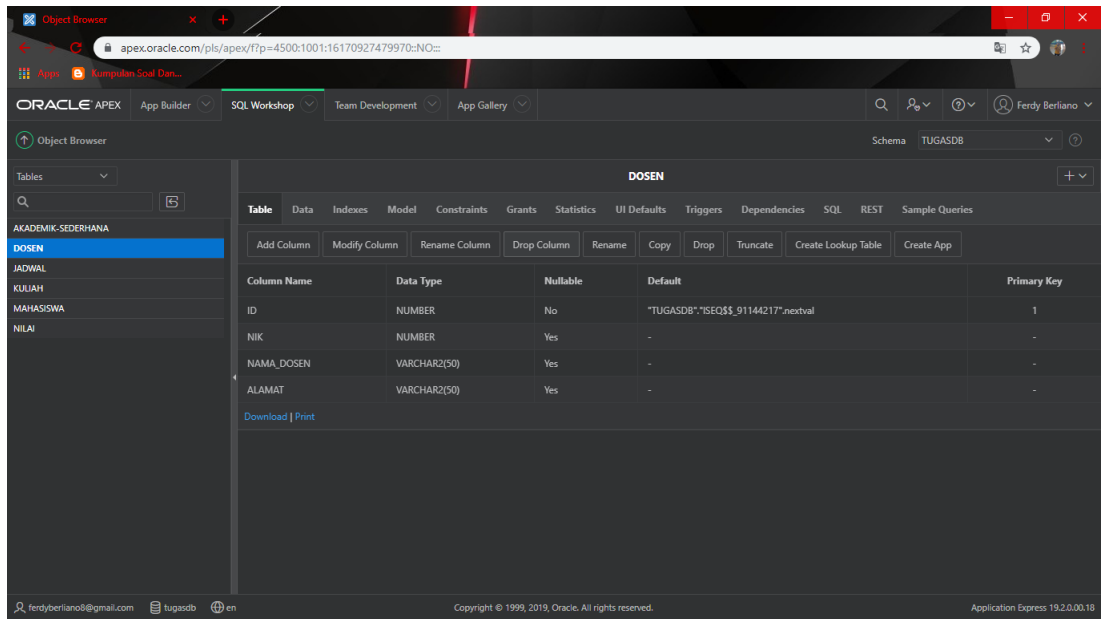 Object Browser
apex.oracle.com/pls/apex/f?p=4500:1001:16170927479970::NO:::
Apps Kumpulan Soal Dan...
ORACLE APEX App Builder SQL Workshop Team Development App Gallery Ferdy Berliano
Object Browser Schema TUGASDB
Tables DOSEN
Table Data Indexes Model Constraints Grants Statistics UI Defaults Triggers Dependencies SQL REST Sample Queries
AKADEMIK-SEDERHANA
DOSEN
JADWAL
KULIAH
MAHASISWA
NILAI
Add Column Modify Column Rename Column Drop Column Rename Copy Drop Truncate Create Lookup Table Create App
Column Name Data Type Nullable Default Primary Key
ID NUMBER No "TUGASDB"."ISEQ$$_91144217".nextval 1
NIK NUMBER Yes - -
NAMA_DOSEN VARCHAR2(50) Yes - -
ALAMAT VARCHAR2(50) Yes - -
Download | Print
ferdyberliano8@gmail.com tugasdb en Copyright © 1999, 2019, Oracle. All rights reserved. Application Express 19.2.0.00.18